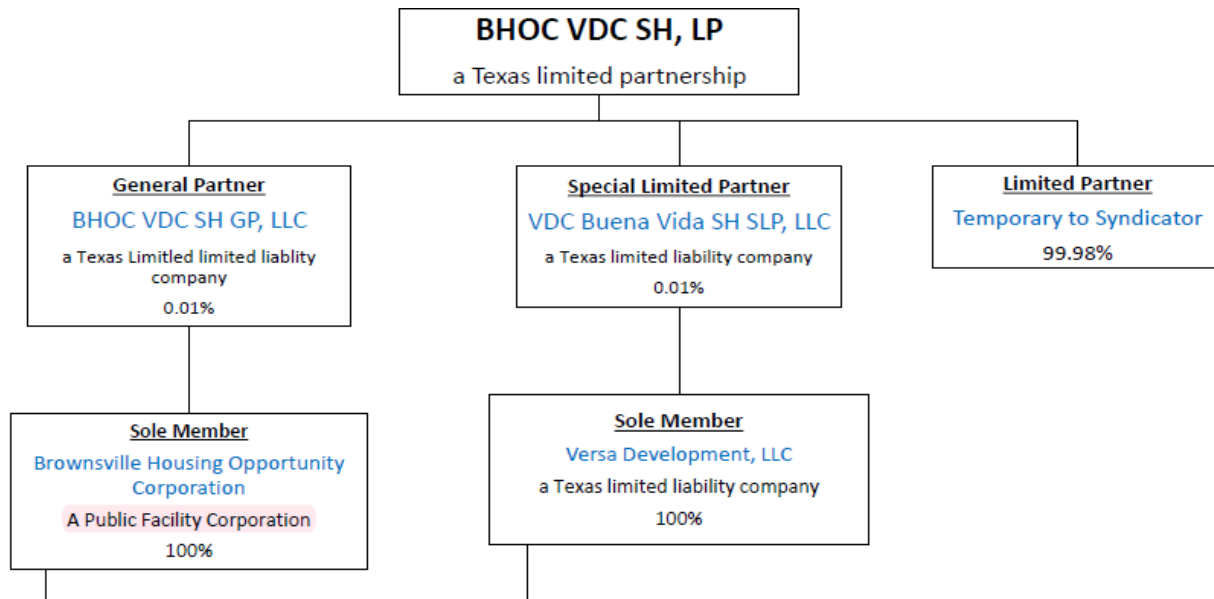 BHOC VDC SH, LP
a Texas limited partnership
General Partner
BHOC VDC SH GP, LLC
a Texas Limitled limited liablity
company
0.01%
Special Limited Partner
VDC Buena Vida SH SLP, LLC
a Texas limited liability company
0.01%
Limited Partner
Temporary to Syndicator
99.98%
Sole Member
Brownsville Housing Opportunity
Corporation
A Public Facility Corporation
100%
Sole Member
Versa Development, LLC
a Texas limited liability company
100%